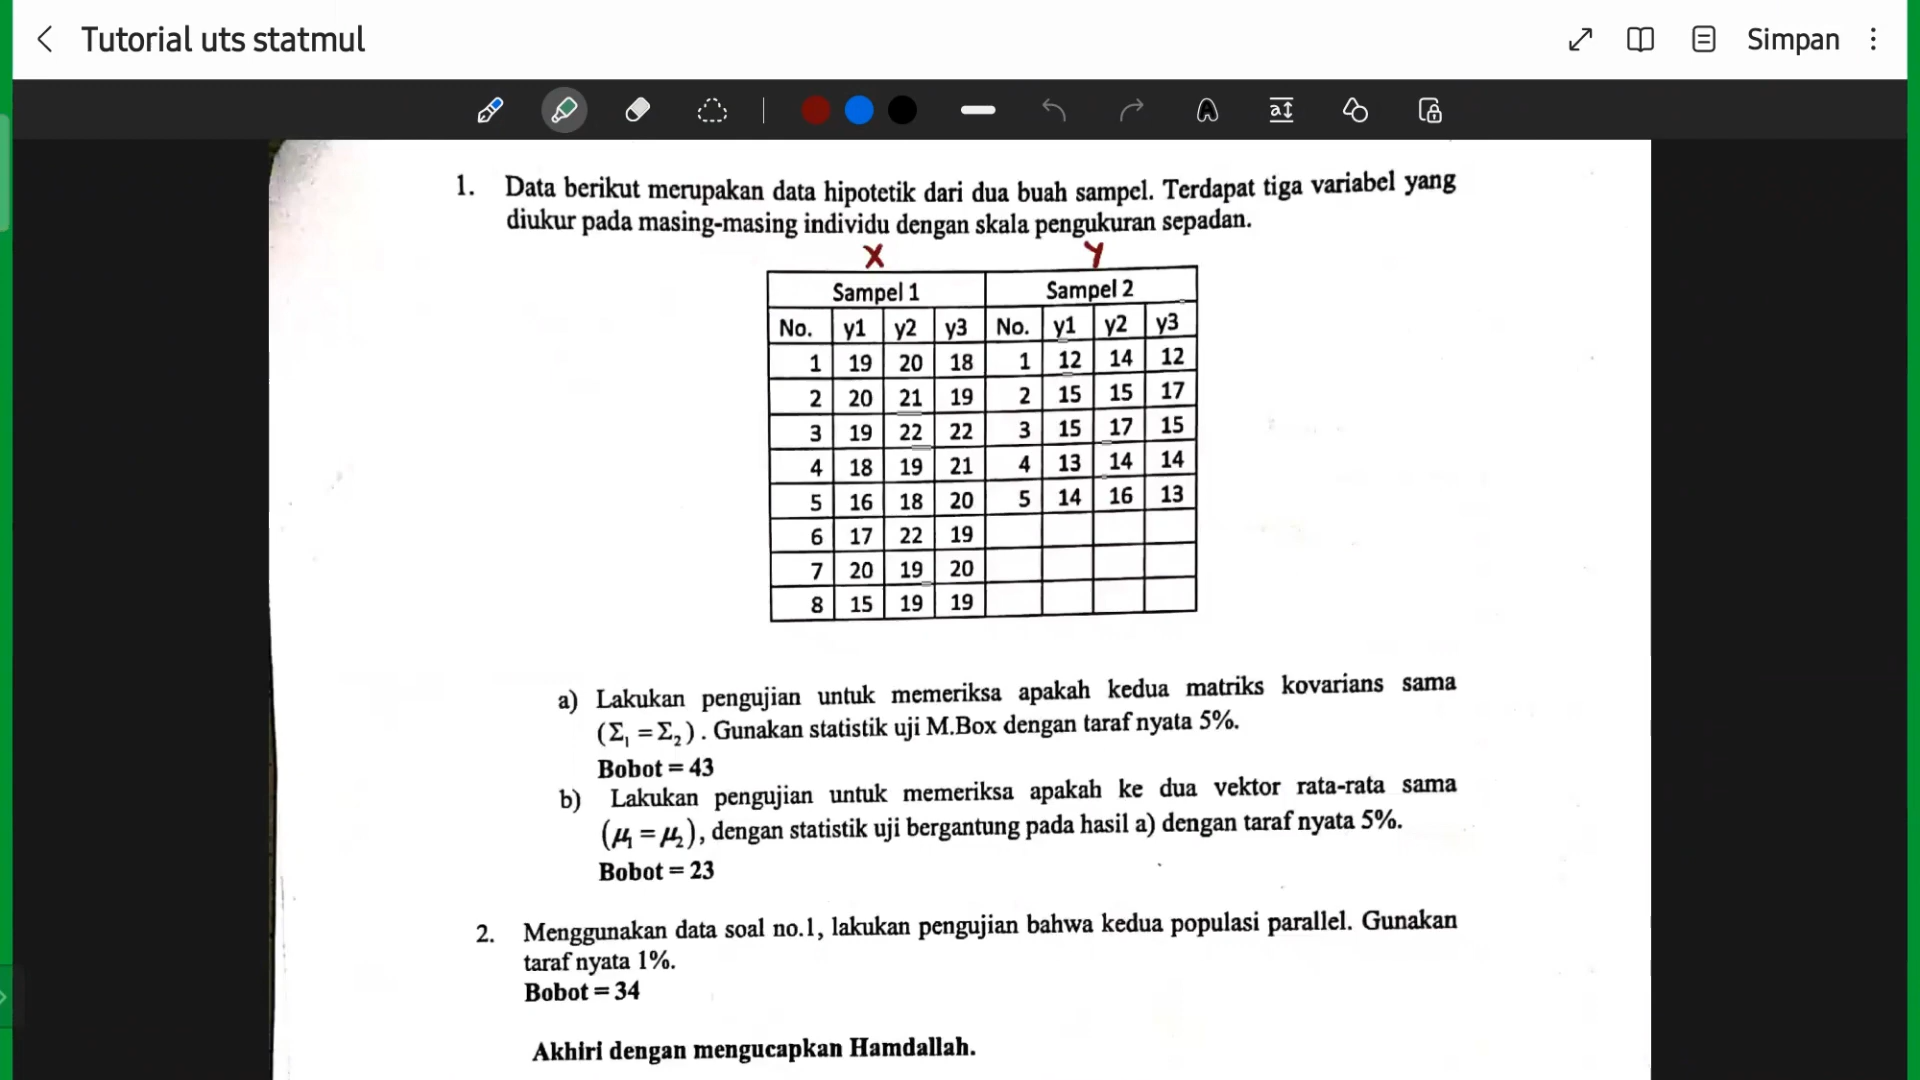 Tutorial uts statmul
Simpan
1. Data berikut merupakan data hipotetik dari dua buah sampel. Terdapat tiga variabel yang
diukur pada masing-masing individu dengan skala pengukuran sepadan.
X Y
Sampel 1 Sampel 2
No. y1 y2 y3 No. y1 y2 y3
1 19 20 18 1 12 14 12
2 20 21 19 2 15 15 17
3 19 22 22 3 15 17 15
4 18 19 21 4 13 14 14
5 16 18 20 5 14 16 13
6 17 22 19
7 20 19 20
8 15 19 19
a) Lakukan pengujian untuk memeriksa apakah kedua matriks kovarians sama
(Σ₁ = Σ₂). Gunakan statistik uji M.Box dengan taraf nyata 5%.
Bobot = 43
b) Lakukan pengujian untuk memeriksa apakah ke dua vektor rata-rata sama
(μ₁ = μ₂), dengan statistik uji bergantung pada hasil a) dengan taraf nyata 5%.
Bobot = 23
2. Menggunakan data soal no.1, lakukan pengujian bahwa kedua populasi parallel. Gunakan
taraf nyata 1%.
Bobot = 34
Akhiri dengan mengucapkan Hamdallah.